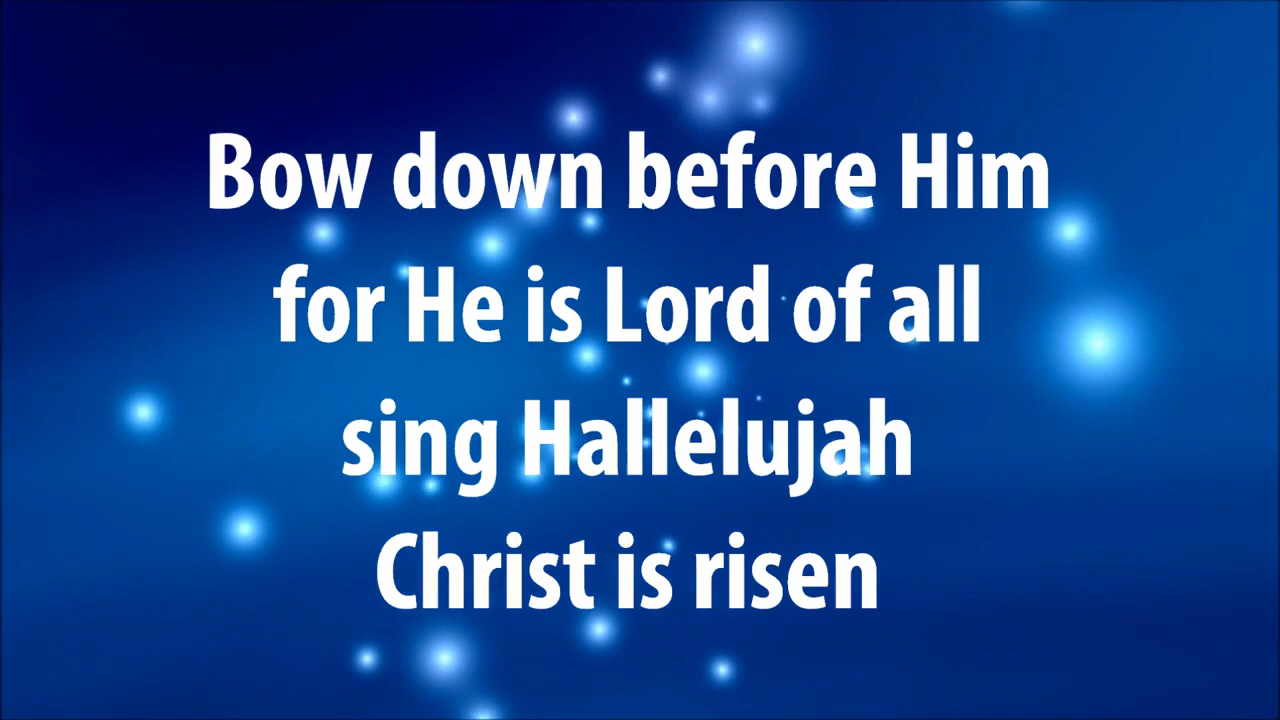 Bow down before Him
for He is Lord of all
sing Hallelujah
Christ is risen